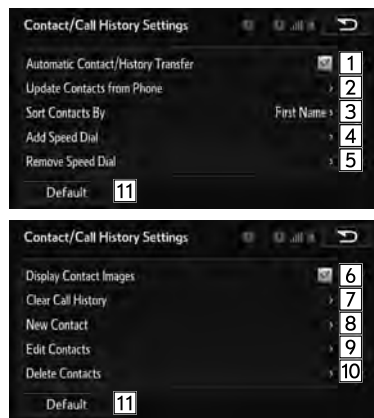 Contact/Call History Settings
Automatic Contact/History Transfer 1
Update Contacts from Phone › 2
Sort Contacts By First Name › 3
Add Speed Dial › 4
Remove Speed Dial › 5
Default 11
Contact/Call History Settings
Display Contact Images 6
Clear Call History › 7
New Contact › 8
Edit Contacts › 9
Delete Contacts › 10
Default 11